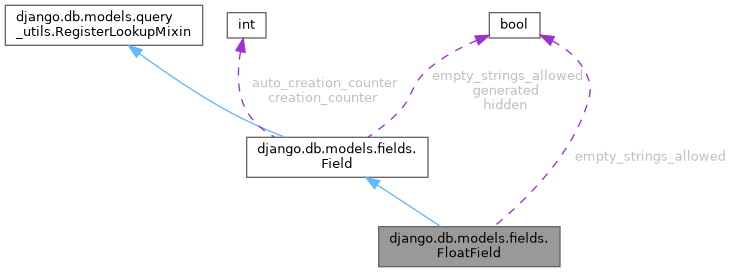 django.db.models.query
_utils.RegisterLookupMixin
int
bool
auto_creation_counter
creation_counter
empty_strings_allowed
generated
hidden
django.db.models.fields.
Field
empty_strings_allowed
django.db.models.fields.
FloatField